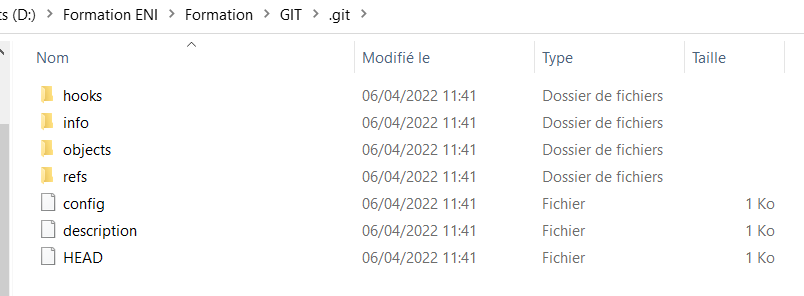 ts (D:) > Formation ENI > Formation > GIT > .git >
Nom Modifié le Type Taille
hooks 06/04/2022 11:41 Dossier de fichiers
info 06/04/2022 11:41 Dossier de fichiers
objects 06/04/2022 11:41 Dossier de fichiers
refs 06/04/2022 11:41 Dossier de fichiers
config 06/04/2022 11:41 Fichier 1 Ko
description 06/04/2022 11:41 Fichier 1 Ko
HEAD 06/04/2022 11:41 Fichier 1 Ko